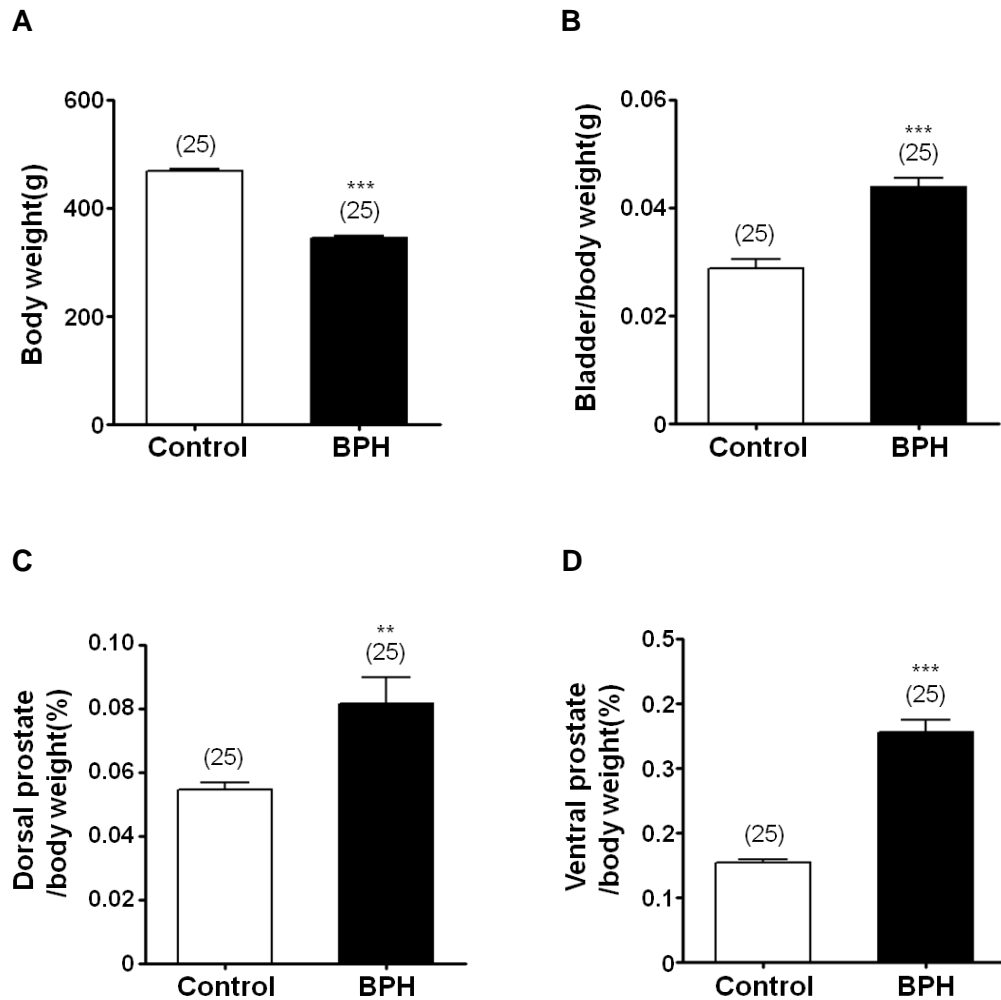 A
Body weight(g)
600
400
200
0
(25)
***
(25)
Control
BPH
B
Bladder/body weight(g)
0.06
0.04
0.02
0
(25)
***
(25)
Control
BPH
C
Dorsal prostate
/body weight(%)
0.10
0.08
0.06
0.04
0.02
0
(25)
**
(25)
Control
BPH
D
Ventral prostate
/body weight(%)
0.5
0.2
0.3
0.2
0.1
0
(25)
***
(25)
Control
BPH